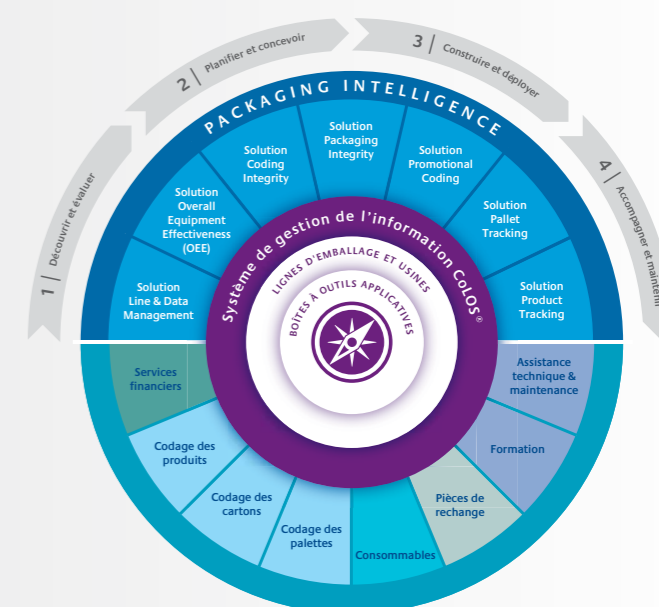 1 | Découvrir et évaluer
2 | Planifier et concevoir
3 | Construire et déployer
4 | Accompagner et maintenir
PACKAGING INTELLIGENCE
Solution
Line & Data
Management
Solution
Overall
Equipment
Effectiveness
(OEE)
Solution
Coding
Integrity
Solution
Packaging
Integrity
Solution
Promotional
Coding
Solution
Pallet
Tracking
Solution
Product
Tracking
Système de gestion de l'information CoLOS®
LIGNES D'EMBALLAGE ET USINES
BOÎTES À OUTILS APPLICATIVES
Services
financiers
Codage des
produits
Codage des
cartons
Codage des
palettes
Consommables
Pièces de
rechange
Formation
Assistance
technique &
maintenance